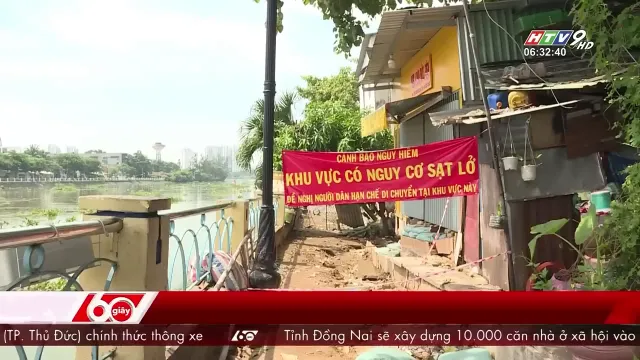 HTV9 HD
06:32:40
CẢNH BÁO NGUY HIỂM
KHU VỰC CÓ NGUY CƠ SẠT LỞ
ĐỀ NGHỊ NGƯỜI DÂN HẠN CHẾ DI CHUYỂN TẠI KHU VỰC NÀY
60 giây
(TP. Thủ Đức) chính thức thông xe
60
Tỉnh Đồng Nai sẽ xây dựng 10.000 căn nhà ở xã hội vào